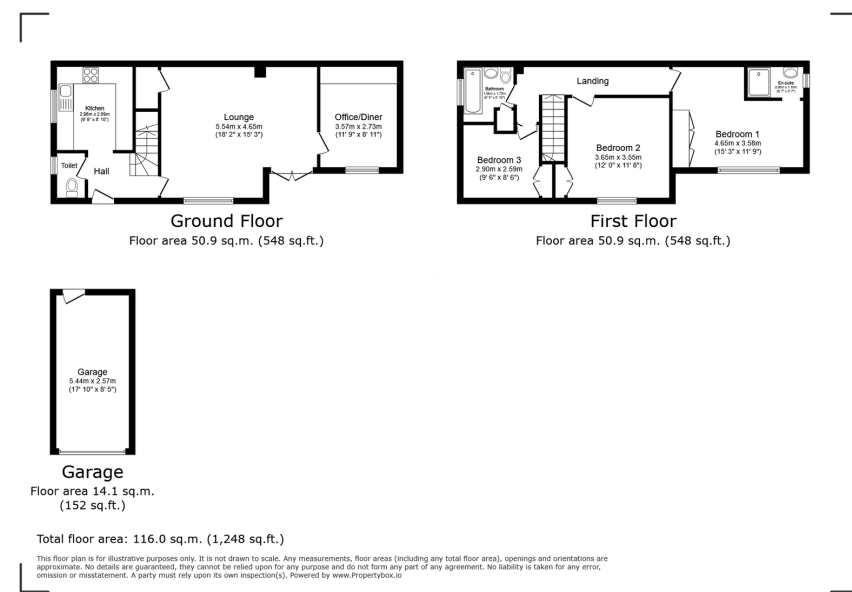 Kitchen
2.96m x 2.69m
(9' 8" x 8' 10")
Toilet
Hall
Lounge
5.54m x 4.65m
(18' 2" x 15' 3")
Office/Diner
3.57m x 2.73m
(11' 9" x 8' 11")
Ground Floor
Floor area 50.9 sq.m. (548 sq.ft.)
Bathroom
Landing
En-suite
Bedroom 3
2.90m x 2.59m
(9' 6" x 8' 6")
Bedroom 2
3.65m x 3.55m
(12' 0" x 11' 8")
Bedroom 1
4.65m x 3.58m
(15' 3" x 11' 9")
First Floor
Floor area 50.9 sq.m. (548 sq.ft.)
Garage
5.44m x 2.57m
(17' 10" x 8' 5")
Garage
Floor area 14.1 sq.m.
(152 sq.ft.)
Total floor area: 116.0 sq.m. (1,248 sq.ft.)
This floor plan is for illustrative purposes only. It is not drawn to scale. Any measurements, floor areas (including any total floor area), openings and orientations are
approximate. No details are guaranteed, they cannot be relied upon for any purpose and do not form any part of any agreement. No liability is taken for any error,
omission or misstatement. A party must rely upon its own inspection(s). Powered by www.Propertybox.io